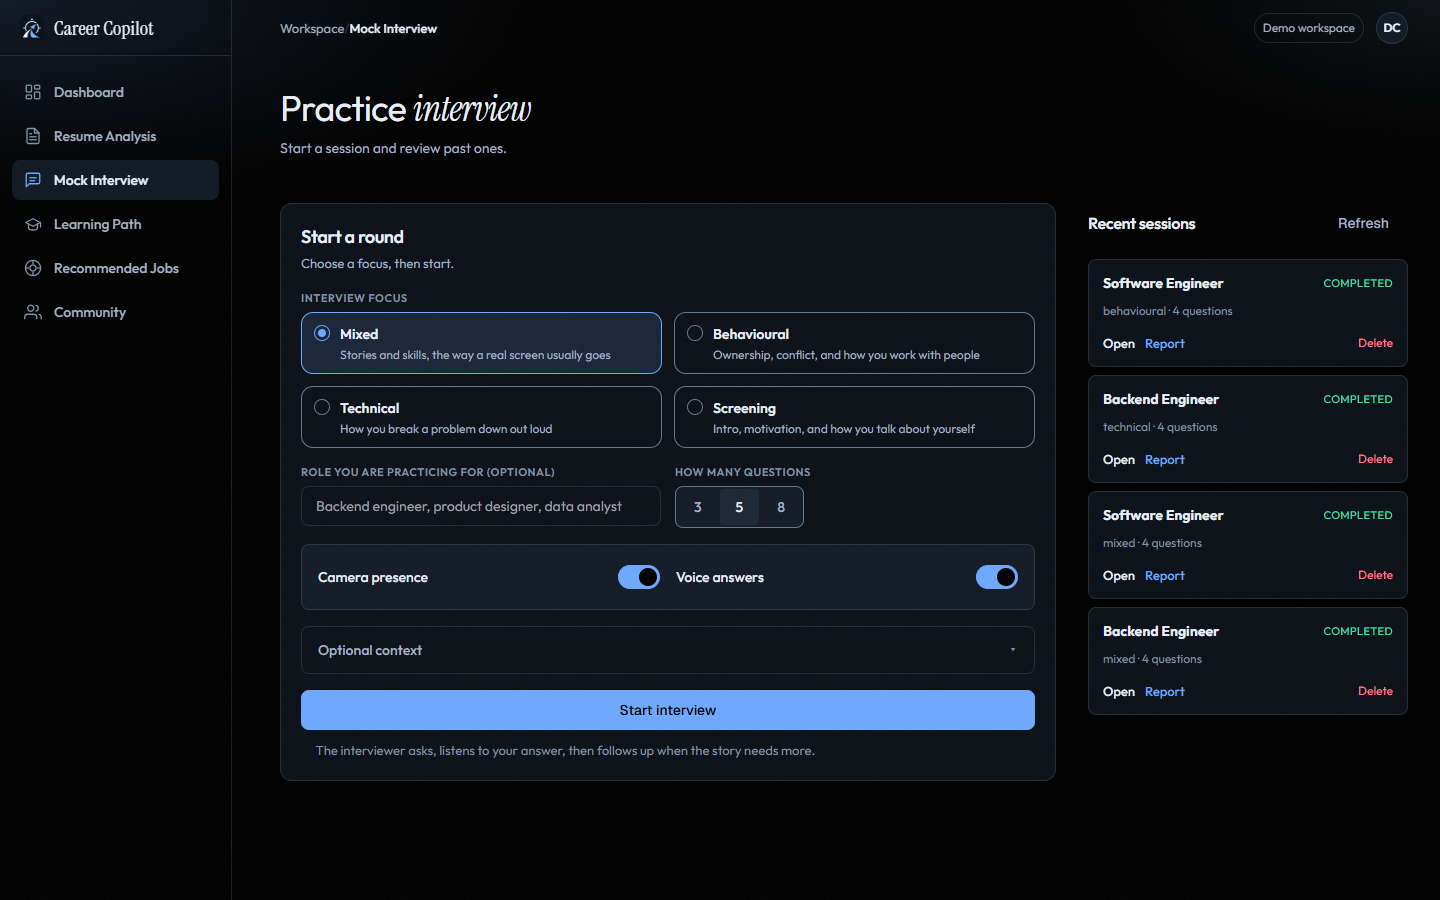 Career Copilot
Dashboard
Resume Analysis
Mock Interview
Learning Path
Recommended Jobs
Community
Workspace/Mock Interview
Demo workspace
DC
Practice interview
Start a session and review past ones.
Start a round
Choose a focus, then start.
INTERVIEW FOCUS
Mixed
Stories and skills, the way a real screen usually goes
Behavioural
Ownership, conflict, and how you work with people
Technical
How you break a problem down out loud
Screening
Intro, motivation, and how you talk about yourself
ROLE YOU ARE PRACTICING FOR (OPTIONAL)
Backend engineer, product designer, data analyst
HOW MANY QUESTIONS
3 5 8
Camera presence
Voice answers
Optional context
Start interview
The interviewer asks, listens to your answer, then follows up when the story needs more.
Recent sessions
Refresh
Software Engineer
COMPLETED
behavioural · 4 questions
Open Report Delete
Backend Engineer
COMPLETED
technical · 4 questions
Open Report Delete
Software Engineer
COMPLETED
mixed · 4 questions
Open Report Delete
Backend Engineer
COMPLETED
mixed · 4 questions
Open Report Delete